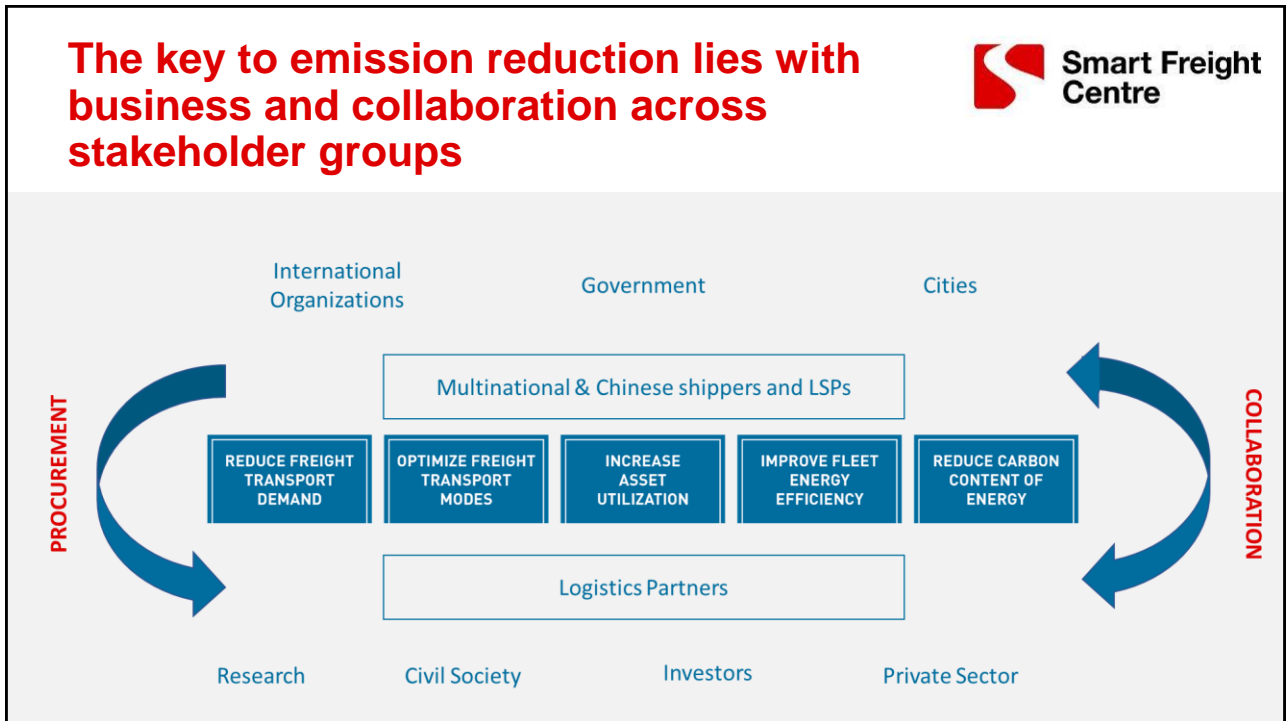 The key to emission reduction lies with
business and collaboration across
stakeholder groups
Smart Freight
Centre
International
Organizations
Government
Cities
Multinational & Chinese shippers and LSPs
PROCUREMENT
REDUCE FREIGHT
TRANSPORT
DEMAND
OPTIMIZE FREIGHT
TRANSPORT
MODES
INCREASE
ASSET
UTILIZATION
IMPROVE FLEET
ENERGY
EFFICIENCY
REDUCE CARBON
CONTENT OF
ENERGY
COLLABORATION
Logistics Partners
Research
Civil Society
Investors
Private Sector